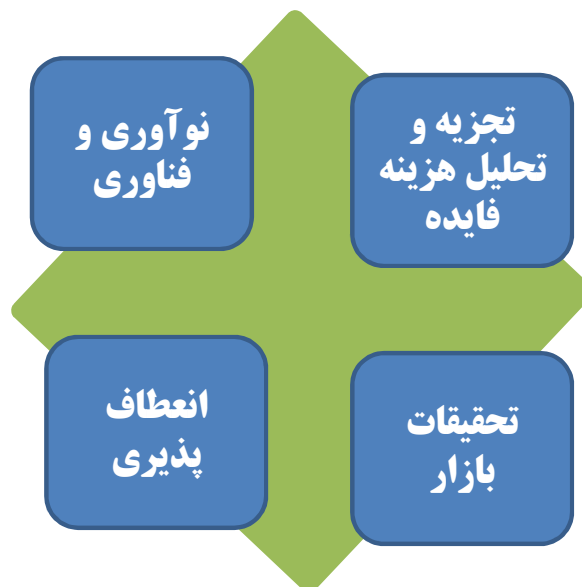 تجزیه و
تحلیل هزینه
فایده
نوآوری و
فناوری
تحقیقات
بازار
انعطاف
پذیری